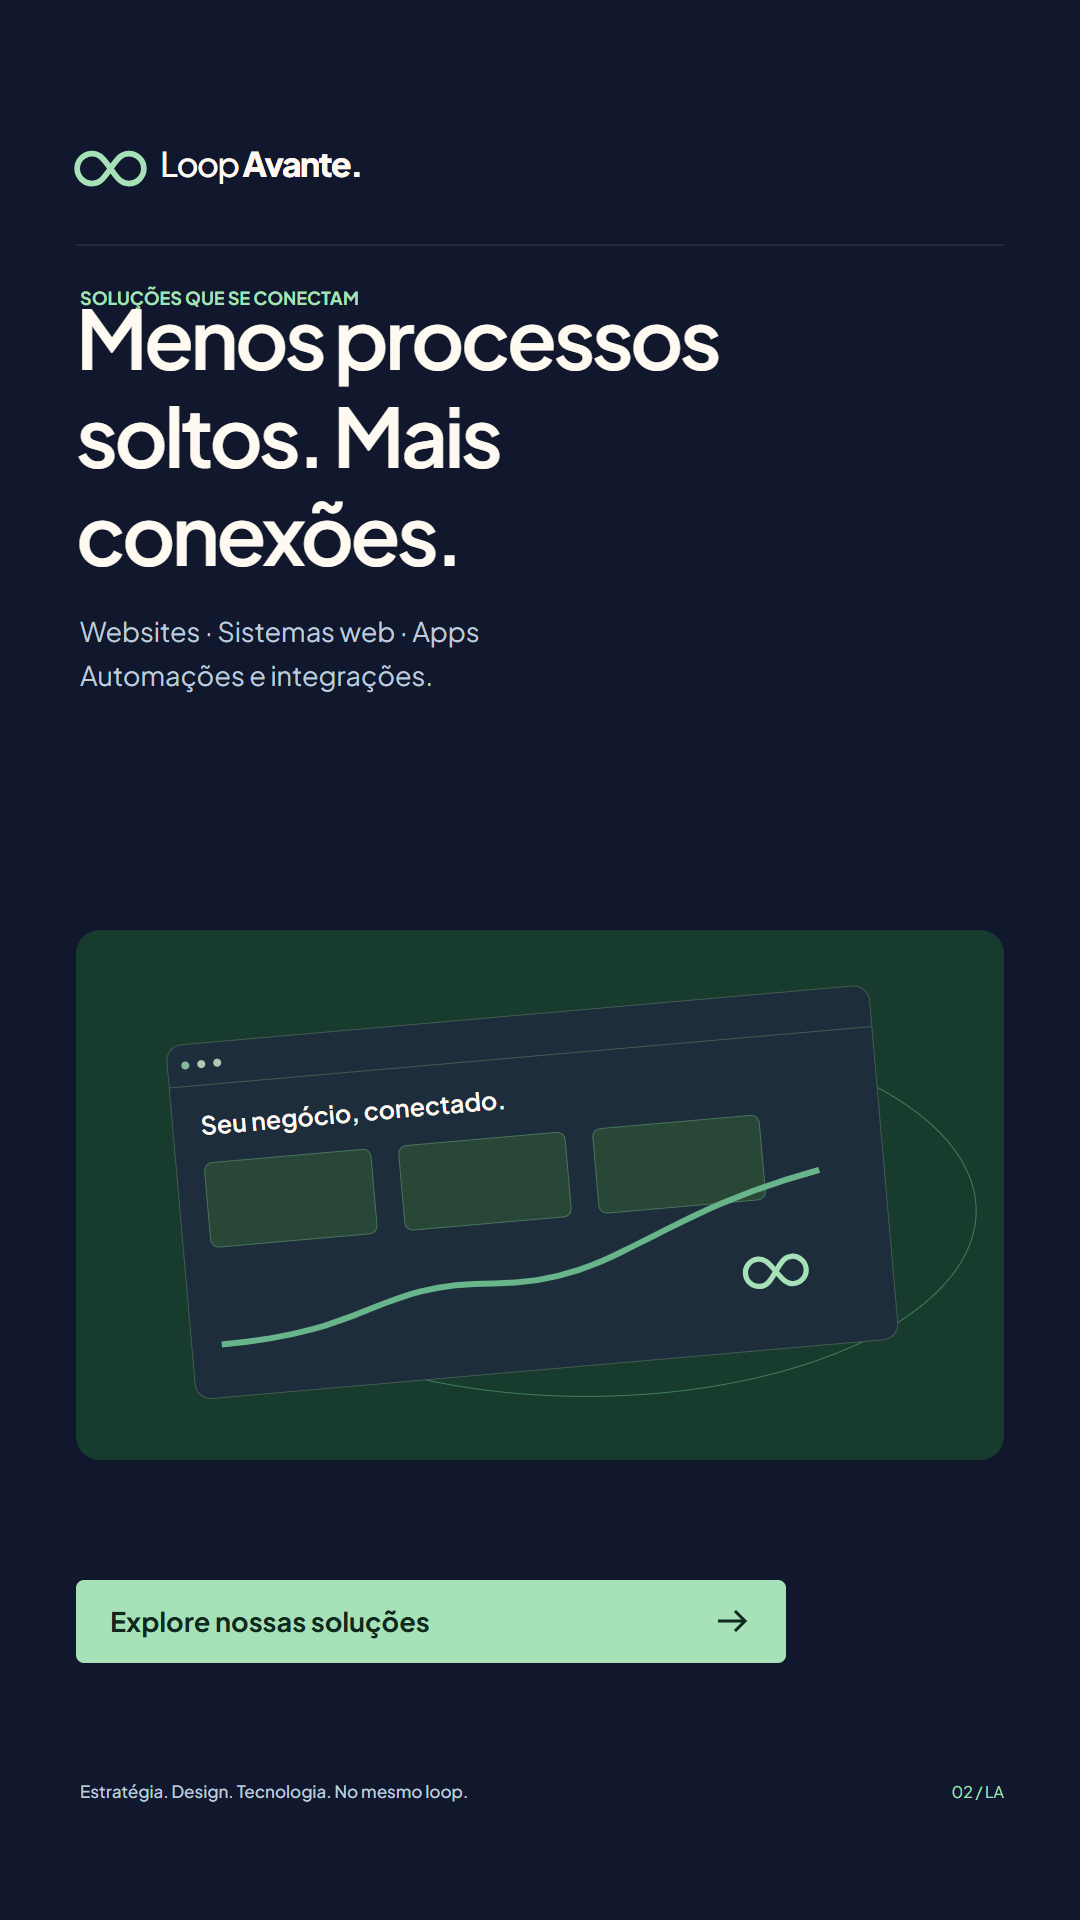 Loop Avante.
SOLUÇÕES QUE SE CONECTAM
Menos processos
soltos. Mais
conexões.
Websites · Sistemas web · Apps
Automações e integrações.
Seu negócio, conectado.
Explore nossas soluções
Estratégia. Design. Tecnologia. No mesmo loop.
02 / LA